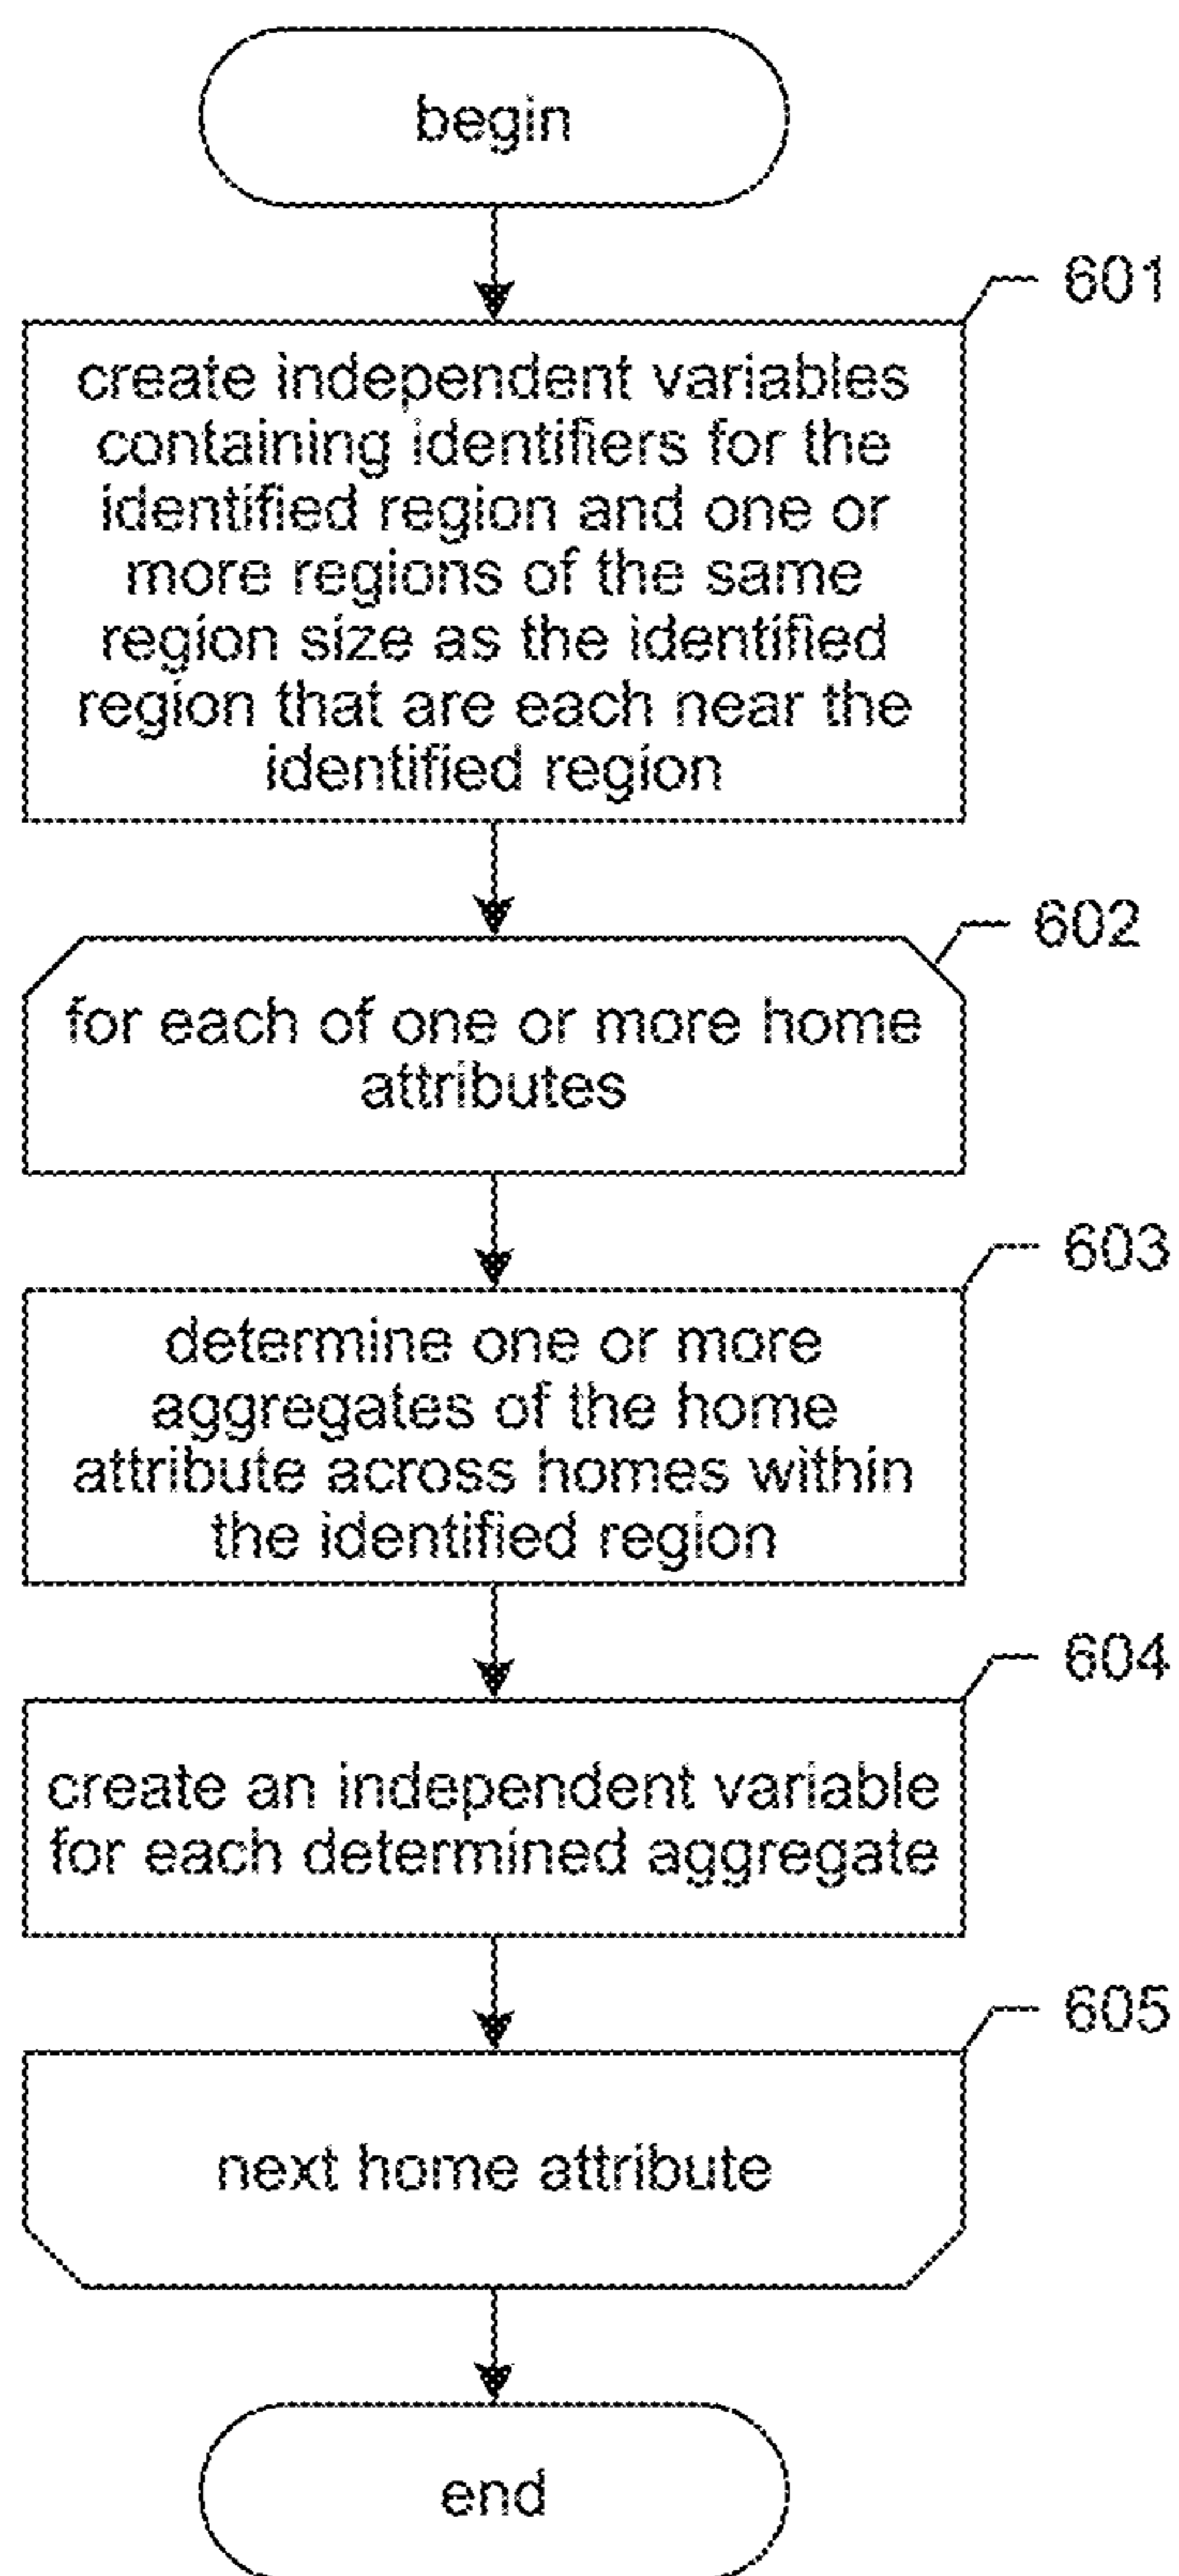 begin
601
create independent variables
containing identifiers for the
identified region and one or
more regions of the same
region size as the identified
region that are each near the
identified region
602
for each of one or more home
attributes
603
determine one or more
aggregates of the home
attribute across homes within
the identified region
604
create an independent variable
for each determined aggregate
605
next home attribute
end